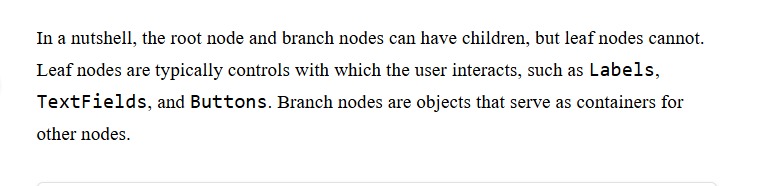 In a nutshell, the root node and branch nodes can have children, but leaf nodes cannot.
Leaf nodes are typically controls with which the user interacts, such as Labels,
TextFields, and Buttons. Branch nodes are objects that serve as containers for
other nodes.